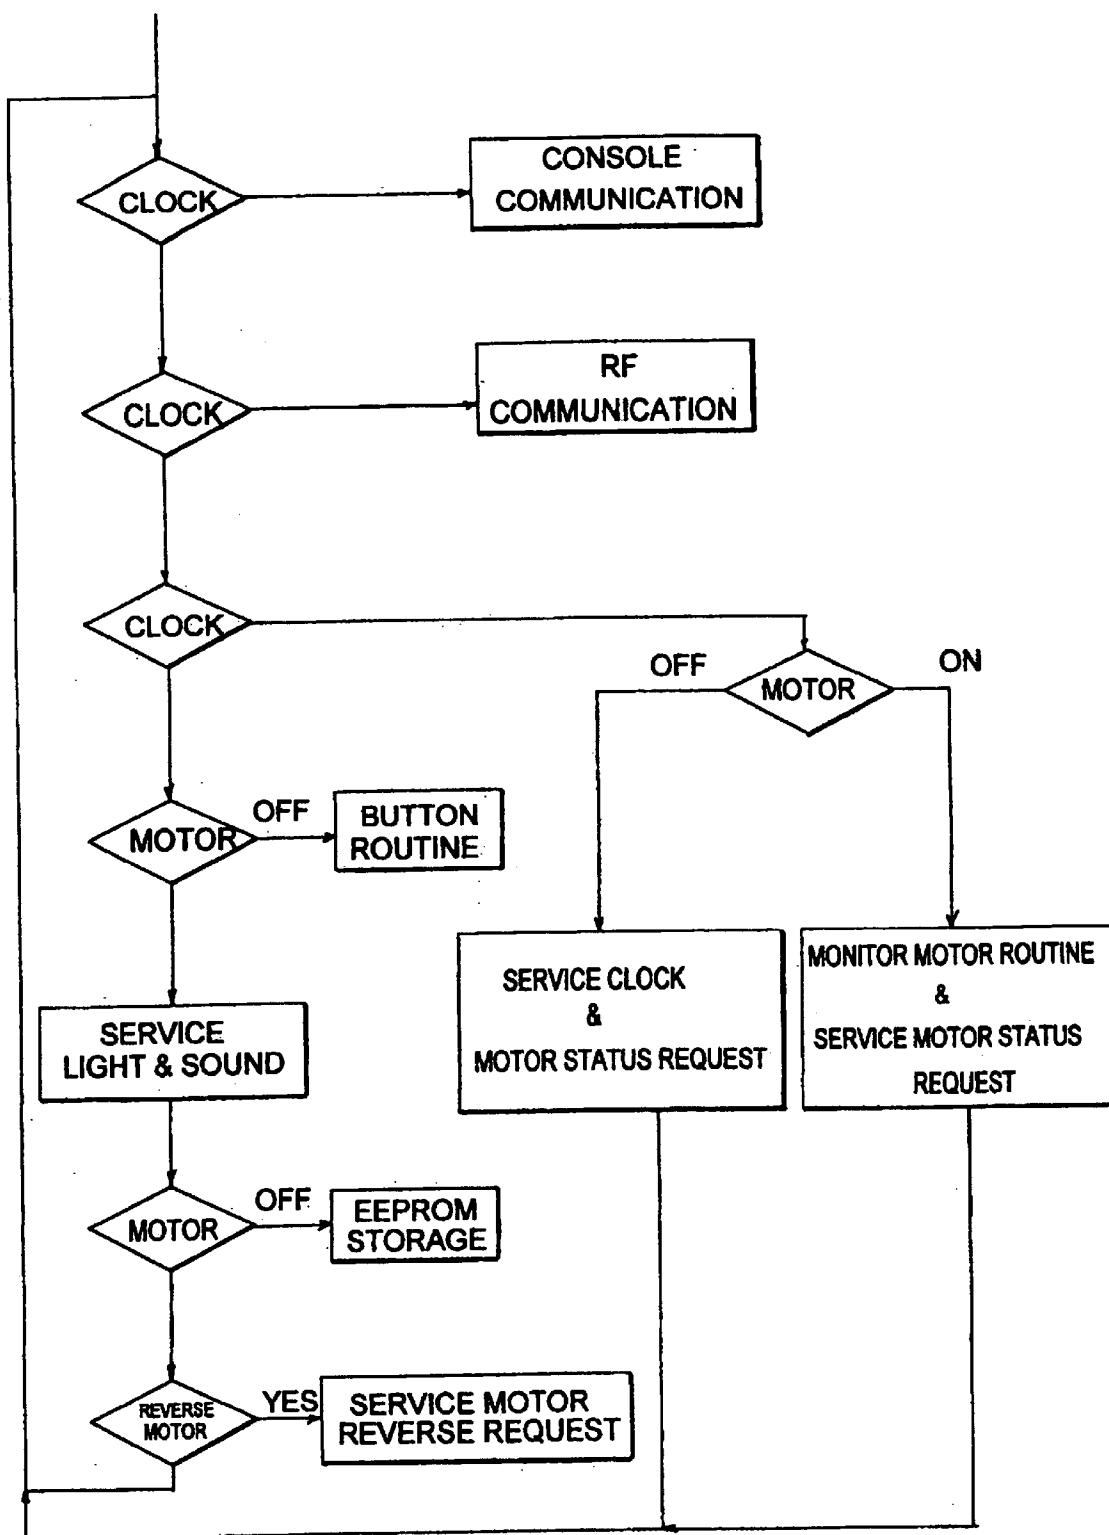 CLOCK
CONSOLE
COMMUNICATION
CLOCK
RF
COMMUNICATION
CLOCK
OFF
MOTOR
ON
MOTOR
OFF
BUTTON
ROUTINE
SERVICE CLOCK
&
MOTOR STATUS REQUEST
MONITOR MOTOR ROUTINE
&
SERVICE MOTOR STATUS
REQUEST
SERVICE
LIGHT & SOUND
MOTOR
OFF
EEPROM
STORAGE
REVERSE
MOTOR
YES
SERVICE MOTOR
REVERSE REQUEST